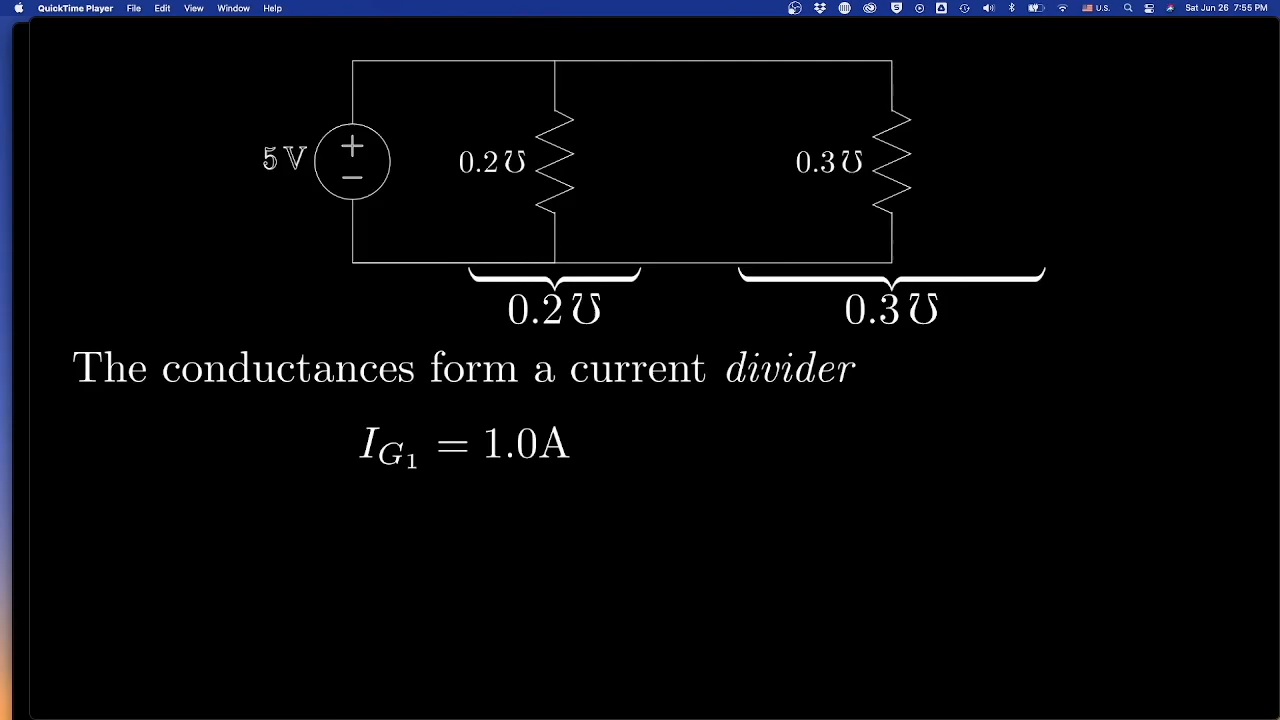 QuickTime Player File Edit View Window Help U.S. Sat Jun 26 7:55 PM
5 V
+
−
0.2 ℧
0.3 ℧
0.2 ℧
0.3 ℧
The conductances form a current divider
I_{G_1} = 1.0A